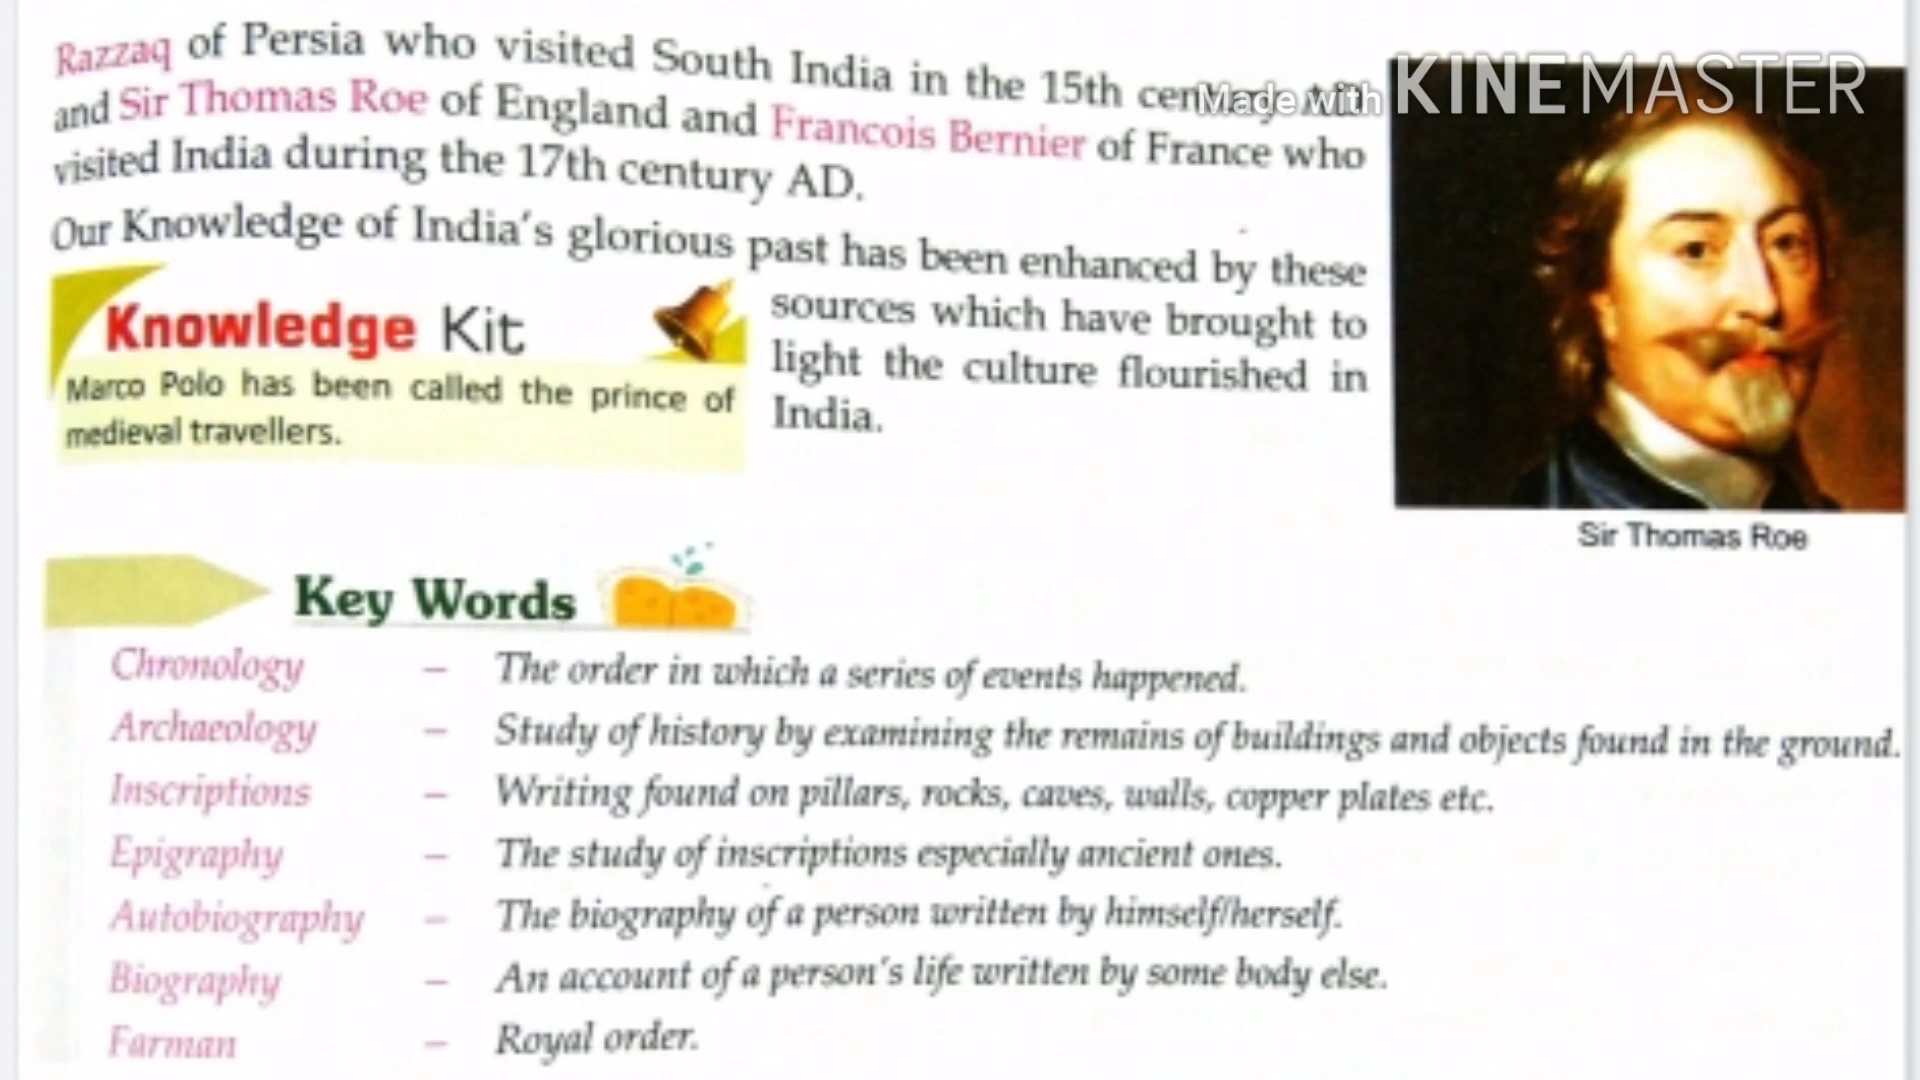 Razzaq of Persia who visited South India in the 15th century AD
and Sir Thomas Roe of England and Francois Bernier of France who
visited India during the 17th century AD.
Our Knowledge of India's glorious past has been enhanced by these
sources which have brought to
light the culture flourished in
India.
Made with KINEMASTER
Knowledge Kit
Marco Polo has been called the prince of
medieval travellers.
Sir Thomas Roe
Key Words
Chronology – The order in which a series of events happened.
Archaeology – Study of history by examining the remains of buildings and objects found in the ground.
Inscriptions – Writing found on pillars, rocks, caves, walls, copper plates etc.
Epigraphy – The study of inscriptions especially ancient ones.
Autobiography – The biography of a person written by himself/herself.
Biography – An account of a person's life written by some body else.
Farman – Royal order.